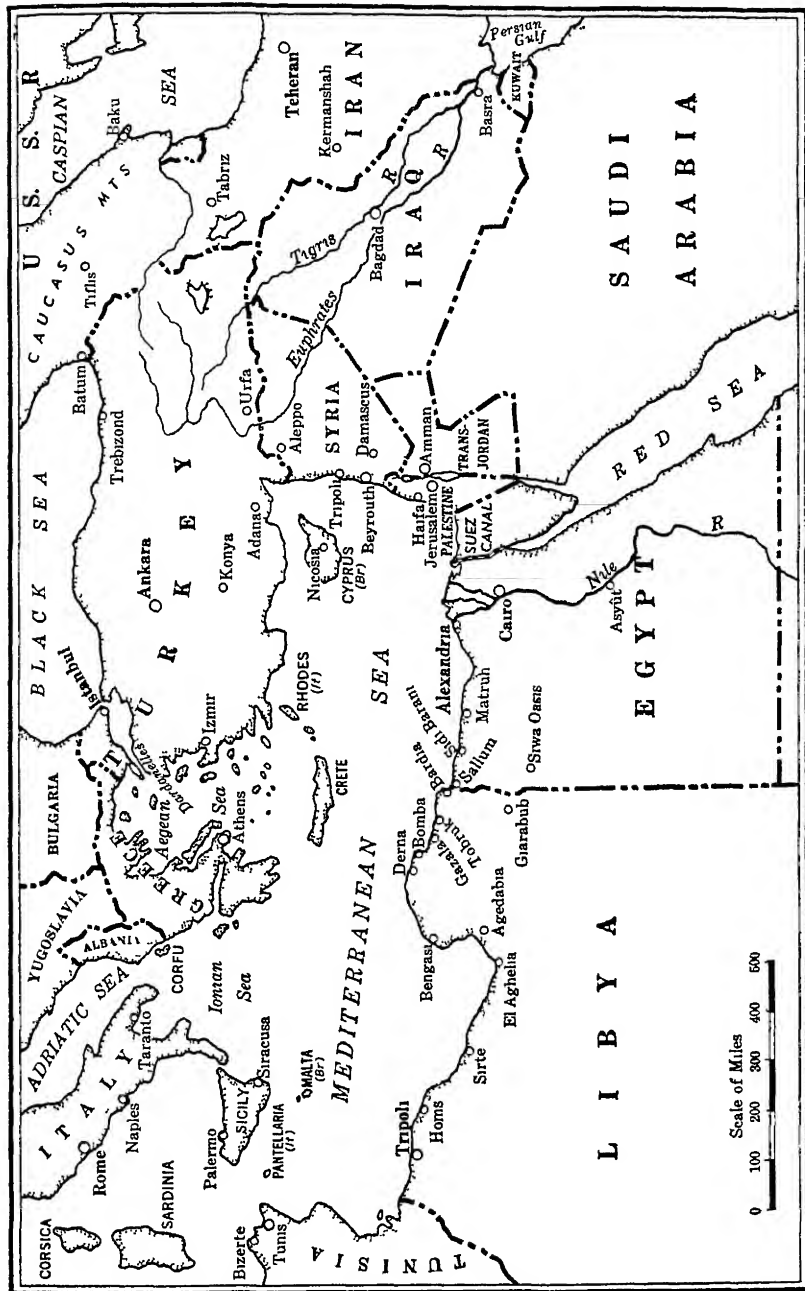 U. S. S. R
CASPIAN
SEA
CAUCASUS MTS
Baku
Tiflis
Batum
Trebizond
BLACK SEA
Istanbul
BULGARIA
YUGOSLAVIA
ALBANIA
ADRIATIC SEA
ITALY
Rome
Naples
Taranto
CORSICA
SARDINIA
Teheran
Kermanshah
IRAN
Tabriz
TURKEY
Ankara
Konya
Adana
Urfa
Izmir
Dardanelles
Aegean
Sea
GREECE
Athens
CORFU
Ionian
Sea
SICILY
Palermo
Siracusa
PANTELLARIA
(It)
MALTA
(Br)
Bizerte
Tunis
TUNISIA
Persian
Gulf
KUWAIT
Basra
IRAQ
Bagdad
Tigris R
Euphrates R
SYRIA
Aleppo
Damascus
Tripoli
Beyrouth
Nicosia
CYPRUS
(Br)
RHODES
(It)
CRETE
MEDITERRANEAN
SEA
Haifa
Jerusalem
PALESTINE
Amman
TRANS-
JORDAN
SUEZ
CANAL
SAUDI
ARABIA
RED SEA
EGYPT
Nile R
Cairo
Asyût
Alexandria
Matruh
Sidi Barani
Sallum
Bardia
Siwa Oasis
Giarabub
Tobruk
Gazala
Bomba
Derna
Bengasi
Agedabia
El Agheila
Sirte
Homs
Tripoli
LIBYA
0 100 200 300 400 500
Scale of Miles